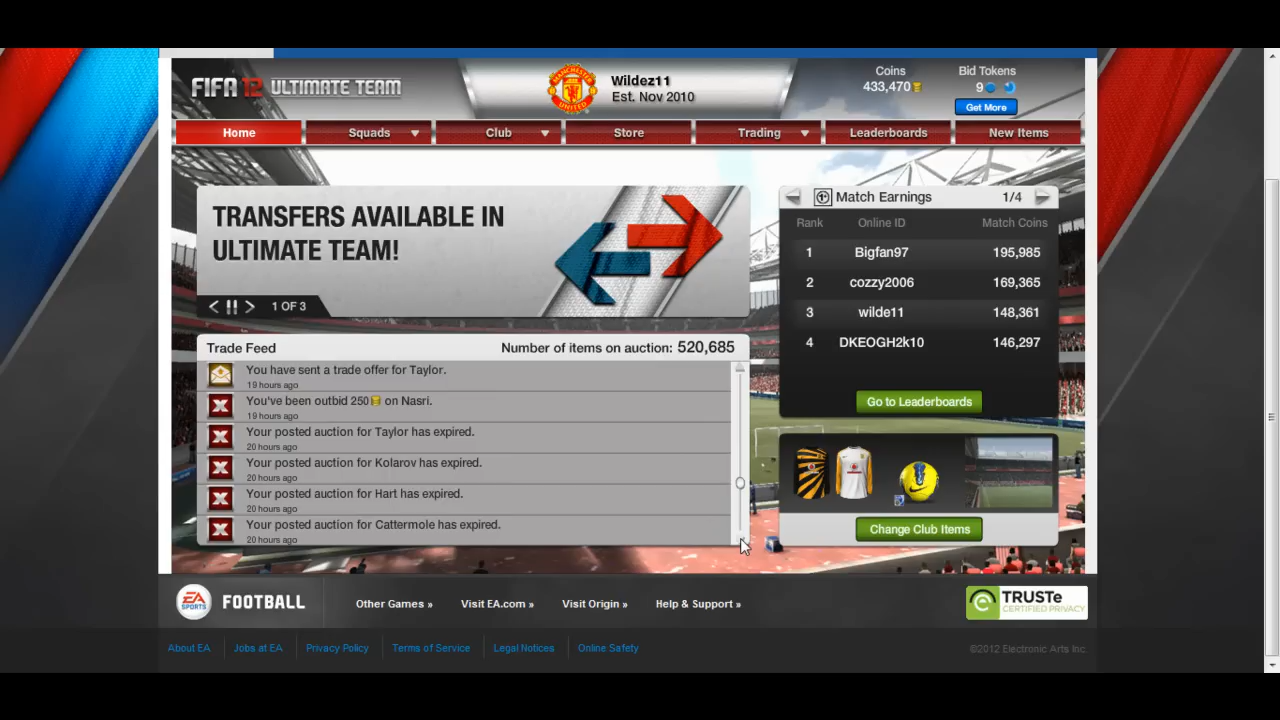 FIFA 12 ULTIMATE TEAM
Wildez11
Est. Nov 2010
Coins
433,470
Bid Tokens
9
Get More
Home
Squads
Club
Store
Trading
Leaderboards
New Items
TRANSFERS AVAILABLE IN
ULTIMATE TEAM!
1 OF 3
Match Earnings
1/4
Rank Online ID Match Coins
1 Bigfan97 195,985
2 cozzy2006 169,365
3 wilde11 148,361
4 DKEOGH2k10 146,297
Go to Leaderboards
Trade Feed
Number of items on auction: 520,685
You have sent a trade offer for Taylor.
19 hours ago
You've been outbid 250 on Nasri.
19 hours ago
Your posted auction for Taylor has expired.
20 hours ago
Your posted auction for Kolarov has expired.
20 hours ago
Your posted auction for Hart has expired.
20 hours ago
Your posted auction for Cattermole has expired.
20 hours ago
Change Club Items
EA SPORTS
FOOTBALL
Other Games »
Visit EA.com »
Visit Origin »
Help & Support »
TRUSTe
CERTIFIED PRIVACY
About EA
Jobs at EA
Privacy Policy
Terms of Service
Legal Notices
Online Safety
©2012 Electronic Arts Inc.